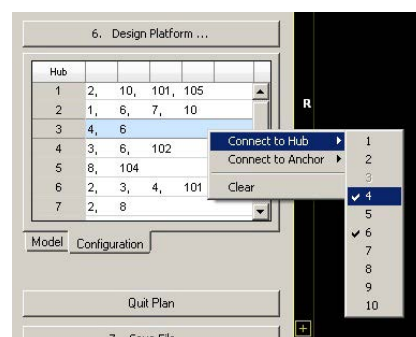 6. Design Platform ...
Hub
1 2, 10, 101, 105
2 1, 6, 7, 10
3 4, 6
4 3, 6, 102
5 8, 104
6 2, 3, 4, 101
7 2, 8
R
Connect to Hub
Connect to Anchor
Clear
1
2
3
4
5
6
7
8
9
10
Model Configuration
Quit Plan
7. Save File